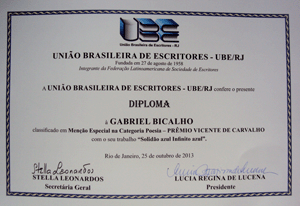 UBE
União Brasileira de Escritores - RJ
UNIÃO BRASILEIRA DE ESCRITORES - UBE/RJ
Fundada em 27 de agosto de 1958
Integrante da Federação Latinoamericana de Sociedade de Escritores
A UNIÃO BRASILEIRA DE ESCRITORES - UBE/RJ confere o presente
DIPLOMA
à GABRIEL BICALHO
classificado em Menção Especial na Categoria Poesia – PRÊMIO VICENTE DE CARVALHO
com o seu trabalho "Solidão azul Infinito azul".
Rio de Janeiro, 25 de outubro de 2013
Stella Leonardos
STELLA LEONARDOS
Secretária Geral
LUCIA REGINA DE LUCENA
Presidente